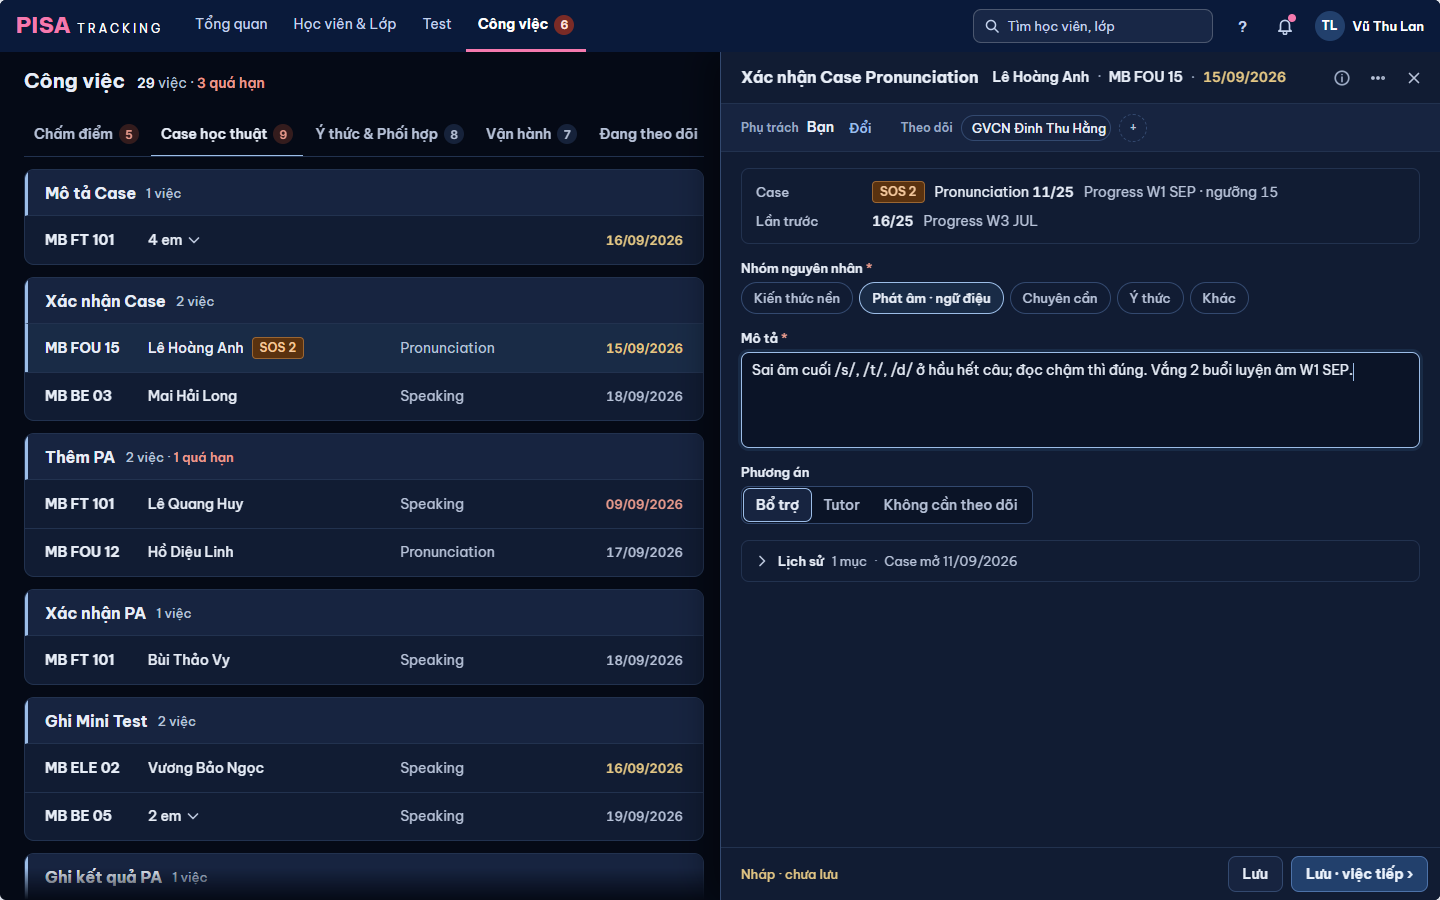 PISA TRACKING
Tổng quan
Học viên & Lớp
Test
Công việc 6
Tìm học viên, lớp
?
TL
Vũ Thu Lan
Công việc 29 việc · 3 quá hạn
Chấm điểm 5
Case học thuật 9
Ý thức & Phối hợp 8
Vận hành 7
Đang theo dõi
Mô tả Case 1 việc
MB FT 101 4 em 16/09/2026
Xác nhận Case 2 việc
MB FOU 15 Lê Hoàng Anh SOS 2 Pronunciation 15/09/2026
MB BE 03 Mai Hải Long Speaking 18/09/2026
Thêm PA 2 việc · 1 quá hạn
MB FT 101 Lê Quang Huy Speaking 09/09/2026
MB FOU 12 Hồ Diệu Linh Pronunciation 17/09/2026
Xác nhận PA 1 việc
MB FT 101 Bùi Thảo Vy Speaking 18/09/2026
Ghi Mini Test 2 việc
MB ELE 02 Vương Bảo Ngọc Speaking 16/09/2026
MB BE 05 2 em Speaking 19/09/2026
Ghi kết quả PA 1 việc
Xác nhận Case Pronunciation Lê Hoàng Anh · MB FOU 15 · 15/09/2026
Phụ trách Bạn Đổi Theo dõi GVCN Đinh Thu Hằng +
Case SOS 2 Pronunciation 11/25 Progress W1 SEP · ngưỡng 15
Lần trước 16/25 Progress W3 JUL
Nhóm nguyên nhân *
Kiến thức nền
Phát âm · ngữ điệu
Chuyên cần
Ý thức
Khác
Mô tả *
Sai âm cuối /s/, /t/, /d/ ở hầu hết câu; đọc chậm thì đúng. Vắng 2 buổi luyện âm W1 SEP.
Phương án
Bổ trợ
Tutor
Không cần theo dõi
Lịch sử 1 mục · Case mở 11/09/2026
Nháp · chưa lưu
Lưu
Lưu · việc tiếp ›